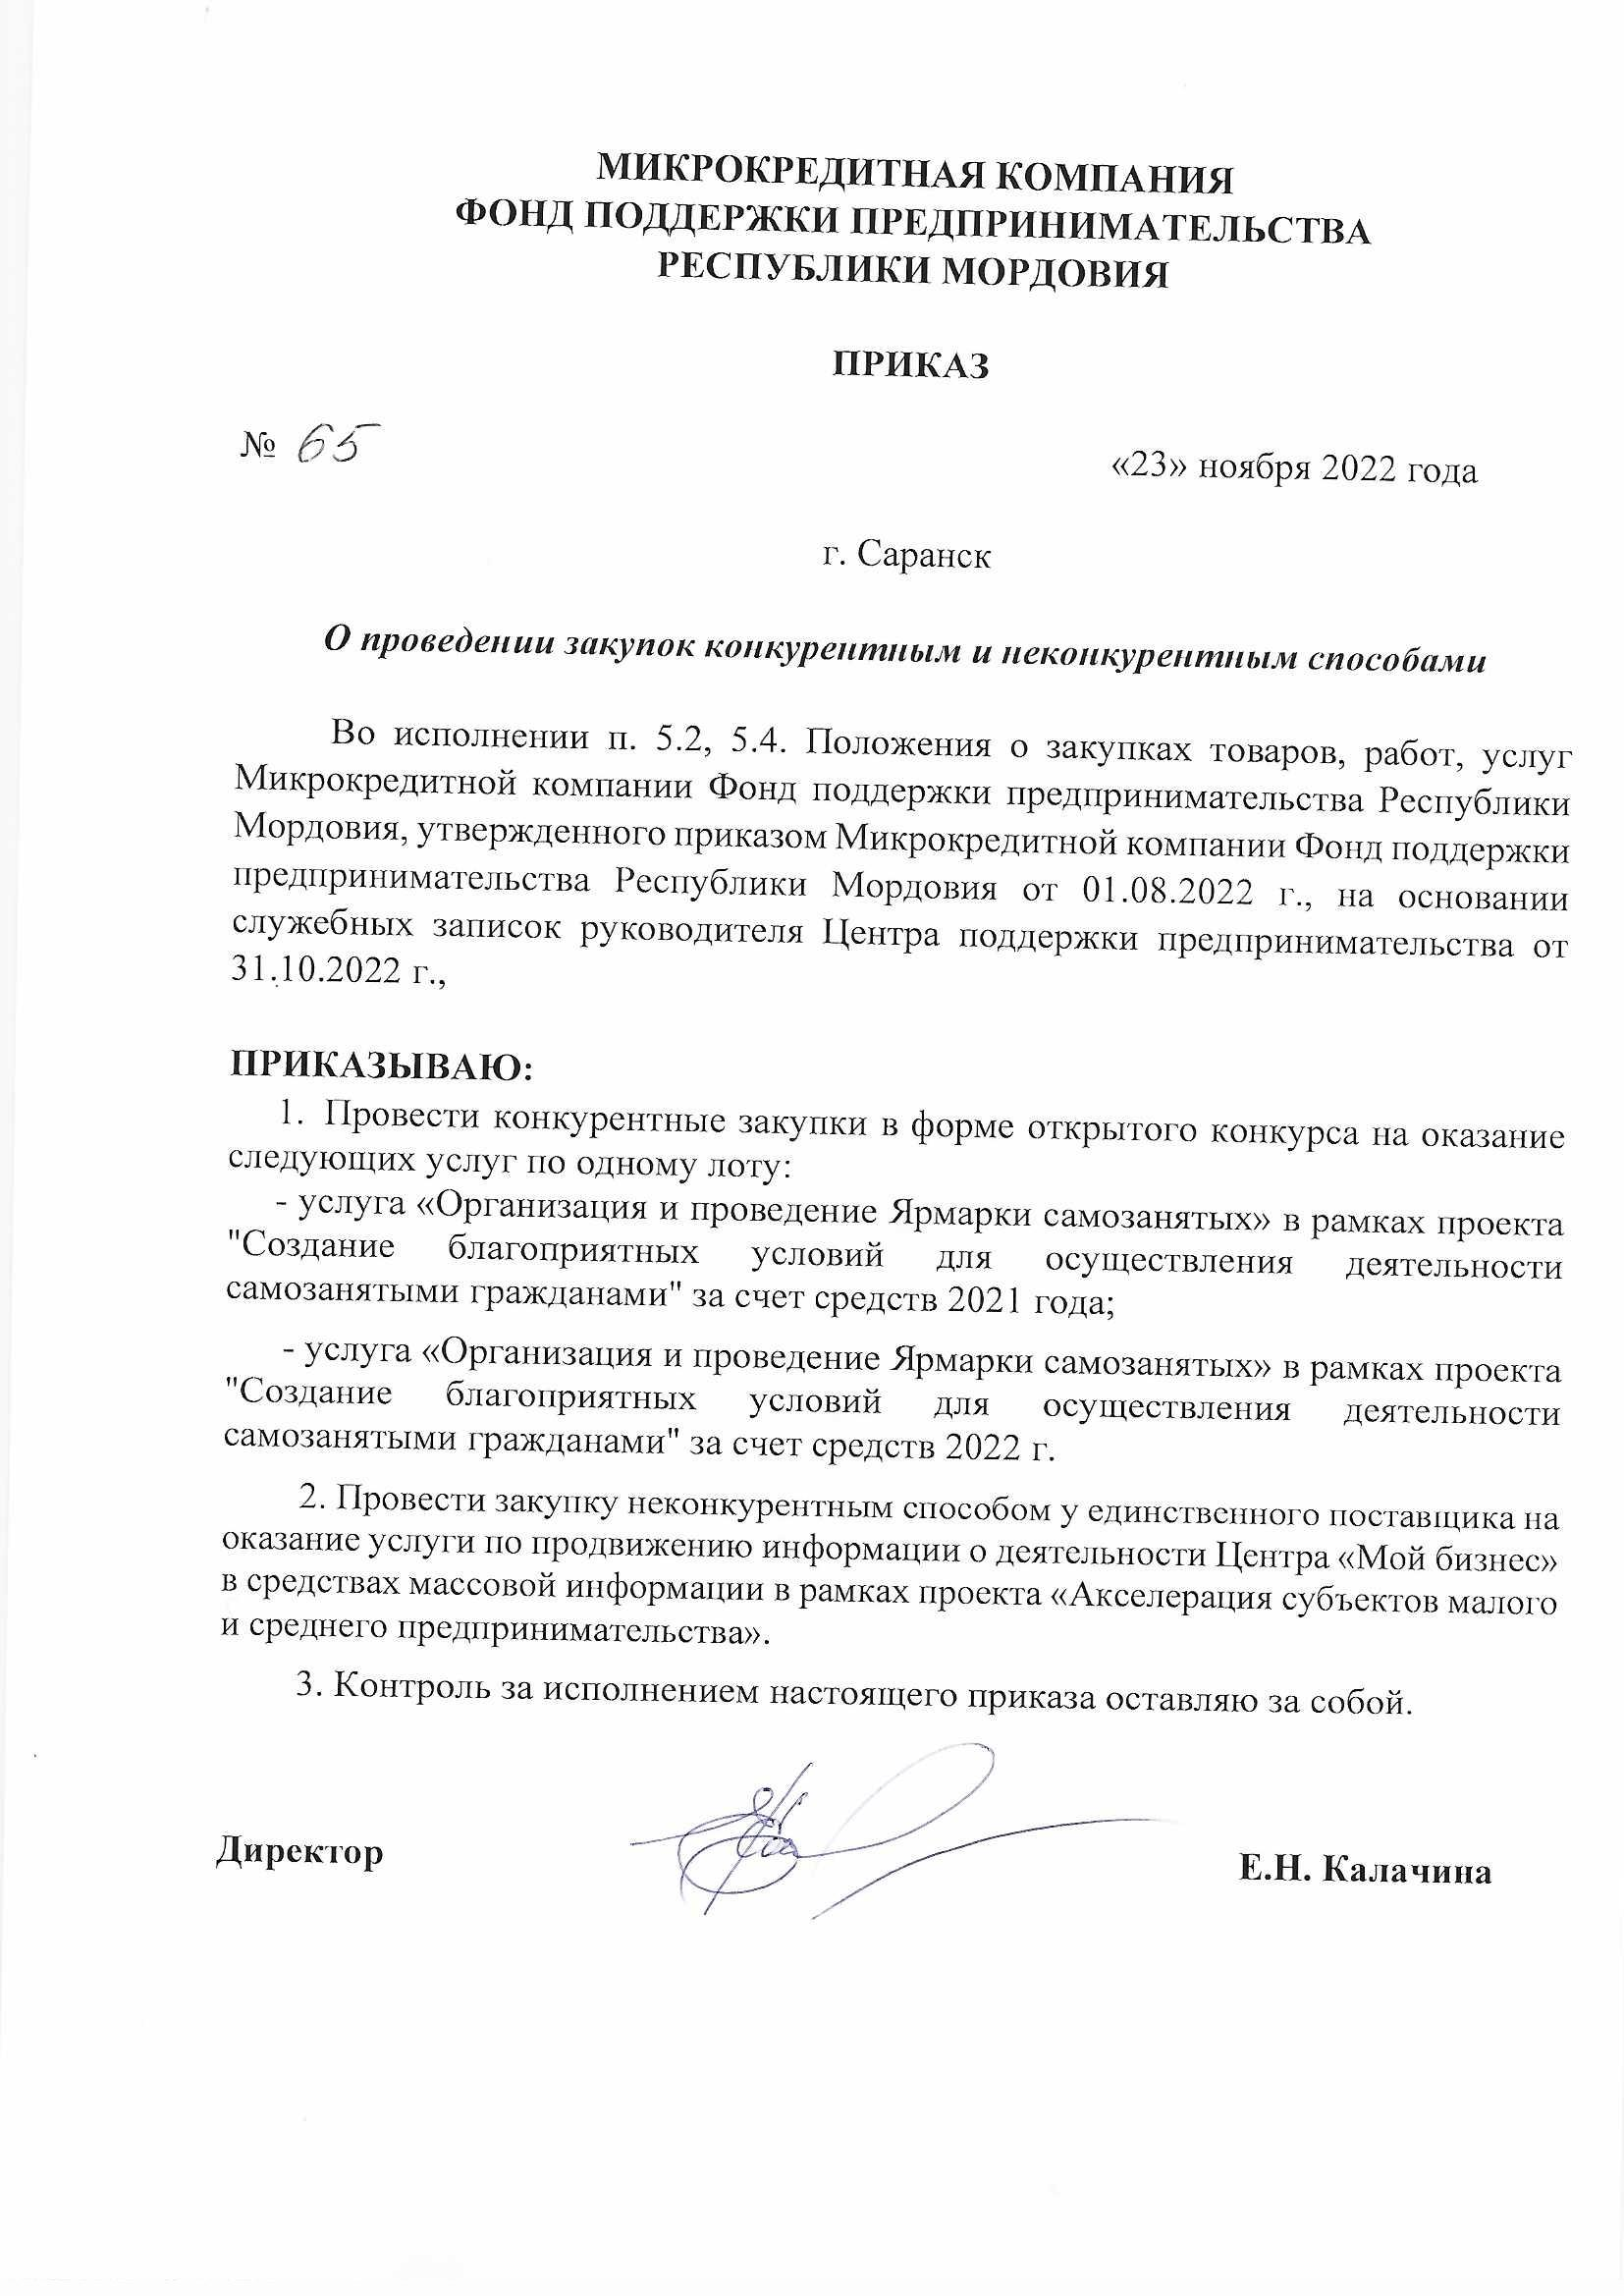 МИКРОКРЕДИТНАЯ КОМПАНИЯ
ФОНД ПОДДЕРЖКИ ПРЕДПРИНИМАТЕЛЬСТВА
РЕСПУБЛИКИ МОРДОВИЯ
ПРИКАЗ
№ 65
«23» ноября 2022 года
г. Саранск
О проведении закупок конкурентным и неконкурентным способами
Во исполнении п. 5.2, 5.4. Положения о закупках товаров, работ, услуг
Микрокредитной компании Фонд поддержки предпринимательства Республики
Мордовия, утвержденного приказом Микрокредитной компании Фонд поддержки
предпринимательства Республики Мордовия от 01.08.2022 г., на основании
служебных записок руководителя Центра поддержки предпринимательства от
31.10.2022 г.,
ПРИКАЗЫВАЮ:
1. Провести конкурентные закупки в форме открытого конкурса на оказание
следующих услуг по одному лоту:
- услуга «Организация и проведение Ярмарки самозанятых» в рамках проекта
"Создание благоприятных условий для осуществления деятельности
самозанятыми гражданами" за счет средств 2021 года;
- услуга «Организация и проведение Ярмарки самозанятых» в рамках проекта
"Создание благоприятных условий для осуществления деятельности
самозанятыми гражданами" за счет средств 2022 г.
2. Провести закупку неконкурентным способом у единственного поставщика на
оказание услуги по продвижению информации о деятельности Центра «Мой бизнес»
в средствах массовой информации в рамках проекта «Акселерация субъектов малого
и среднего предпринимательства».
3. Контроль за исполнением настоящего приказа оставляю за собой.
Директор
Е.Н. Калачина